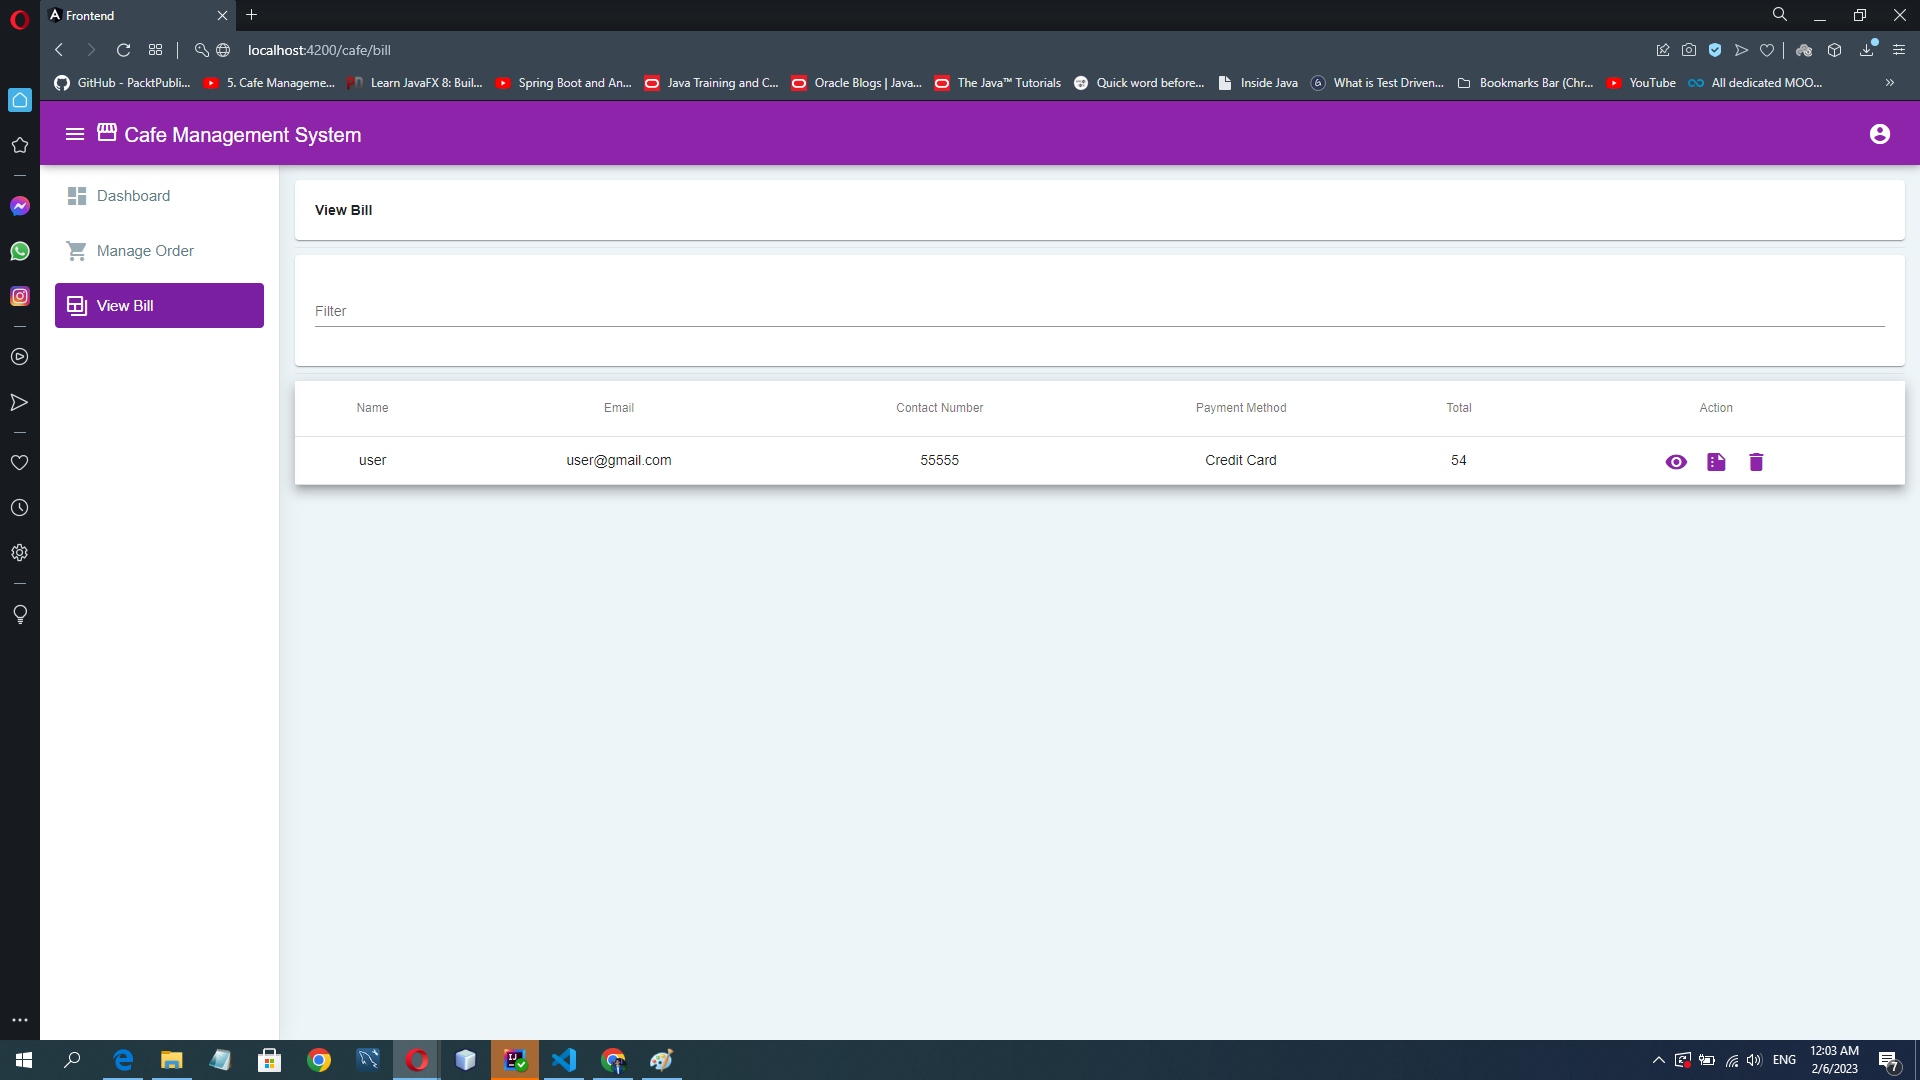 Frontend
localhost:4200/cafe/bill
GitHub - PacktPubli... 5. Cafe Manageme... Learn JavaFX 8: Buil... Spring Boot and An... Java Training and C... Oracle Blogs | Java... The Java™ Tutorials Quick word before... Inside Java What is Test Driven... Bookmarks Bar (Chr... YouTube All dedicated MOO... »
Cafe Management System
Dashboard
Manage Order
View Bill
View Bill
Filter
Name Email Contact Number Payment Method Total Action
user user@gmail.com 55555 Credit Card 54
ENG
12:03 AM
2/6/2023
7